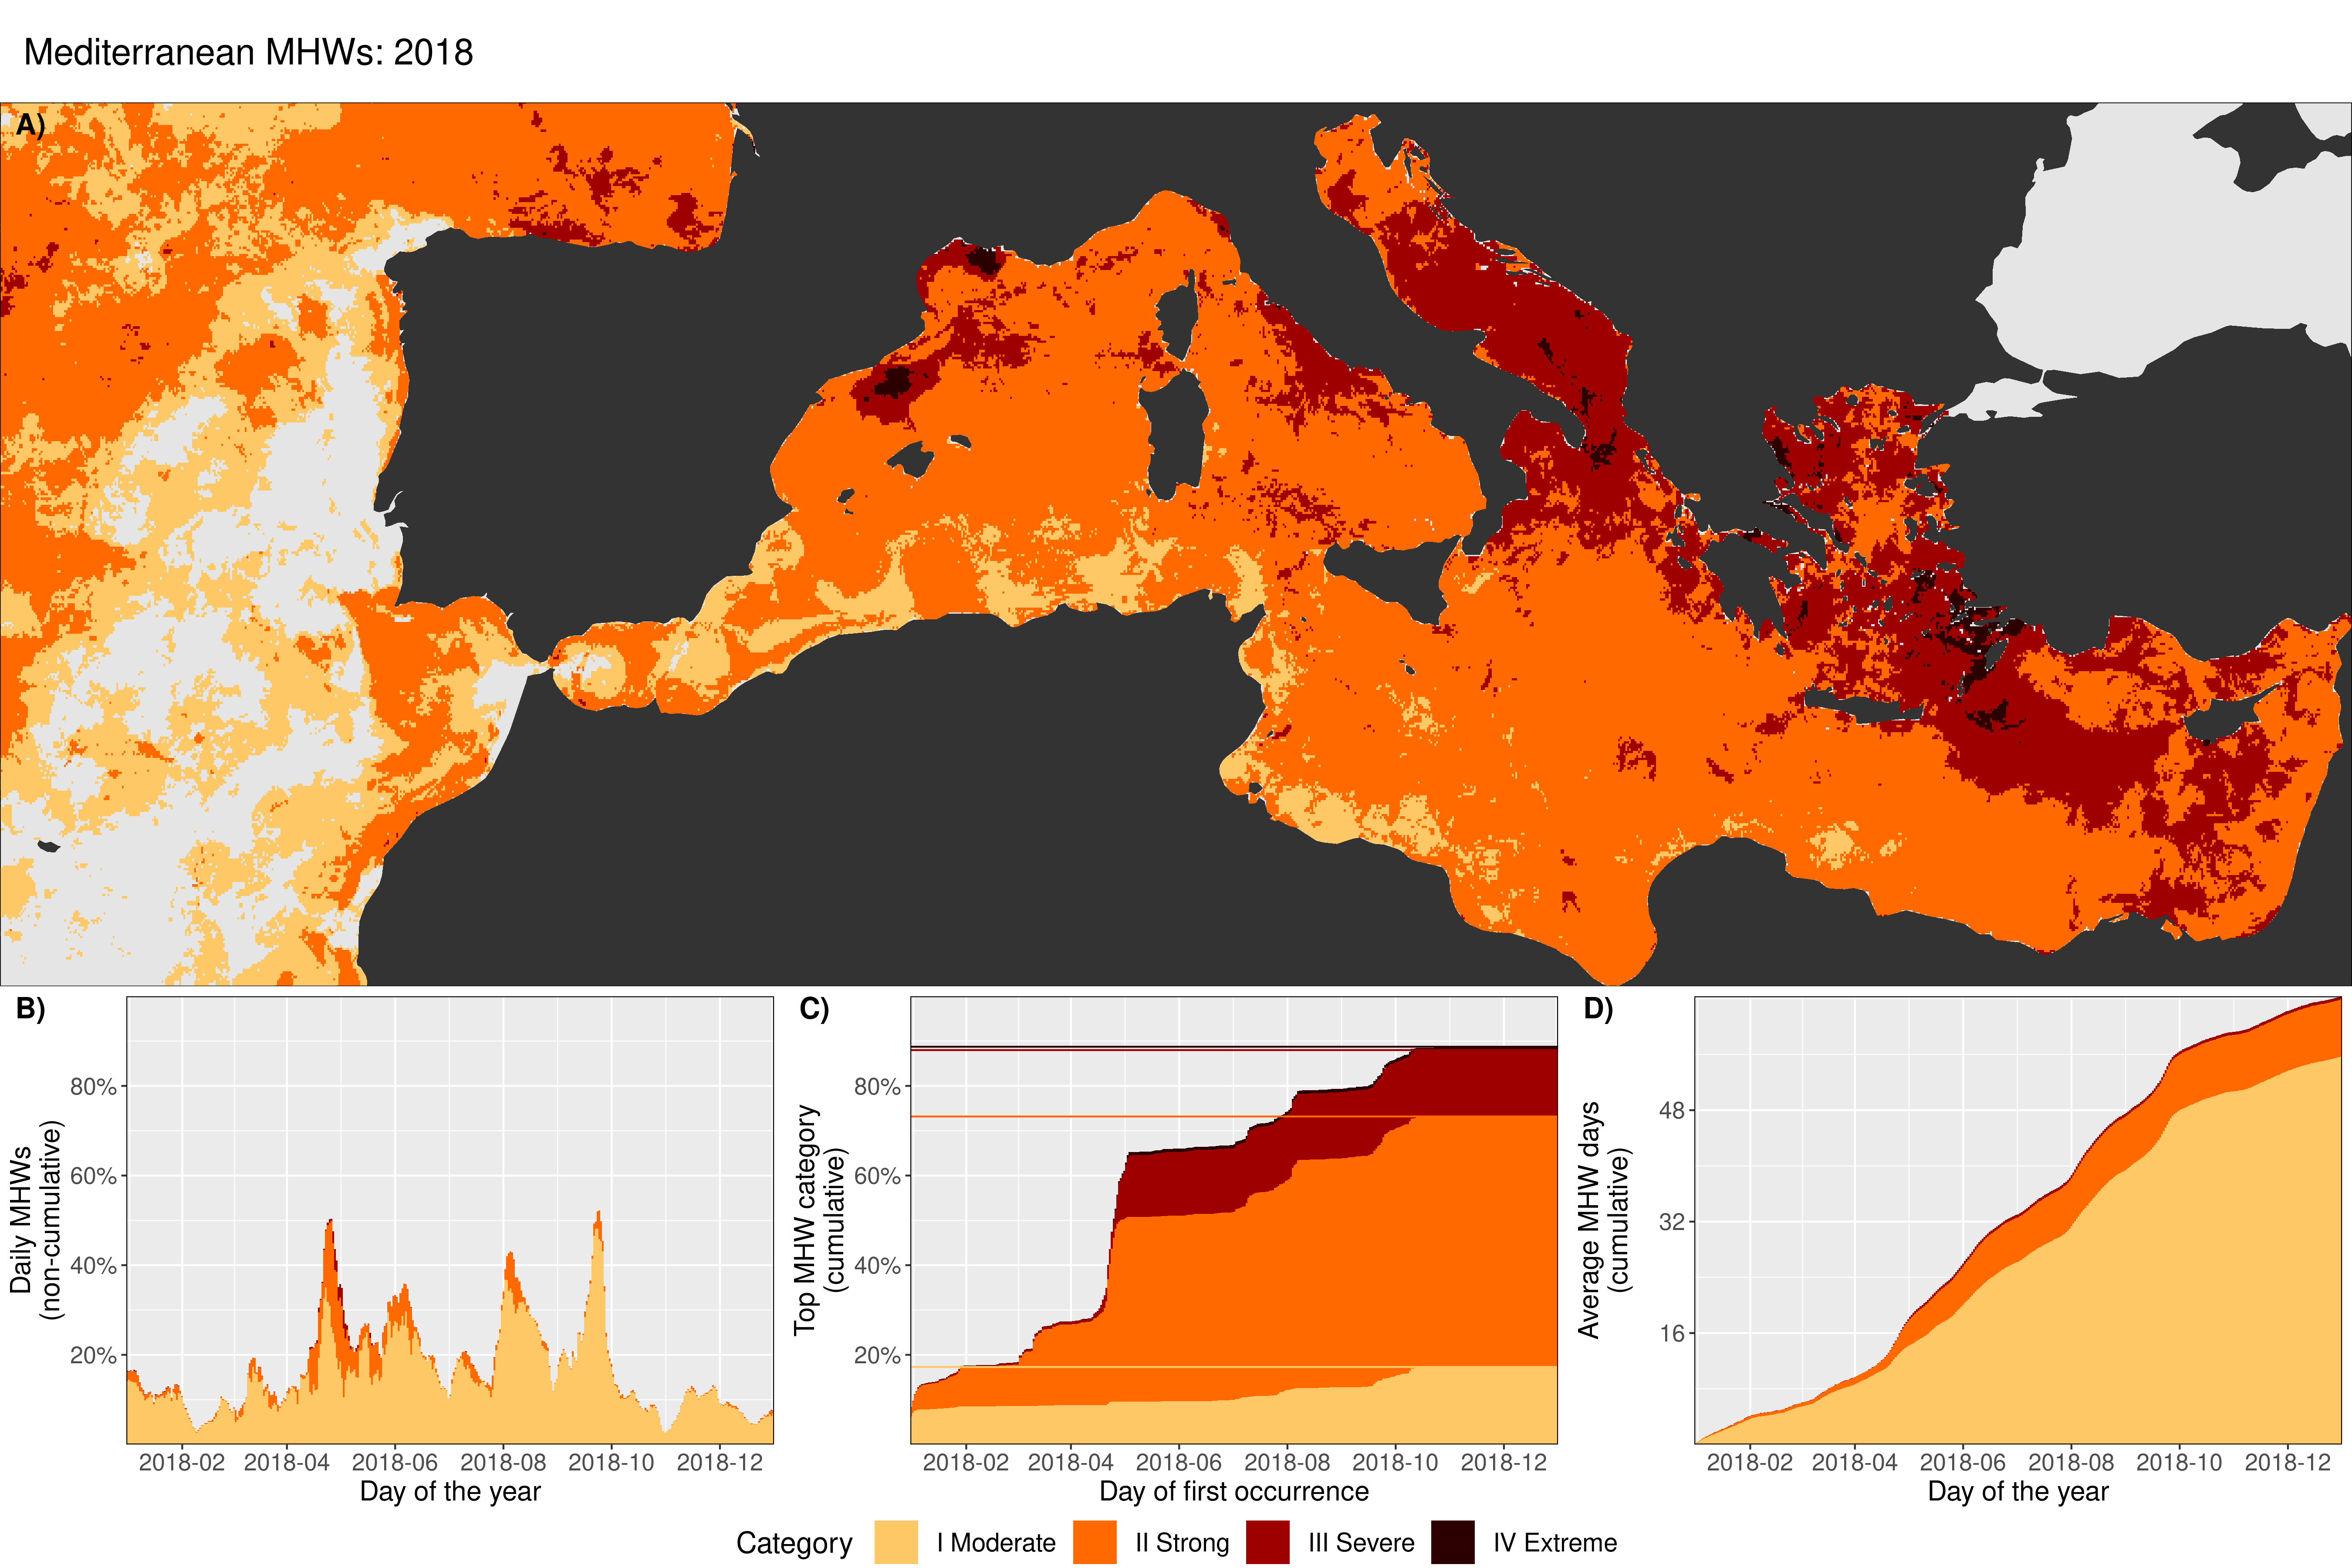 Mediterranean MHWs: 2018
A)
B)
Daily MHWs
(non-cumulative)
80%
60%
40%
20%
2018-02 2018-04 2018-06 2018-08 2018-10 2018-12
Day of the year
C)
Top MHW category
(cumulative)
80%
60%
40%
20%
2018-02 2018-04 2018-06 2018-08 2018-10 2018-12
Day of first occurrence
D)
Average MHW days
(cumulative)
48
32
16
2018-02 2018-04 2018-06 2018-08 2018-10 2018-12
Day of the year
Category I Moderate II Strong III Severe IV Extreme